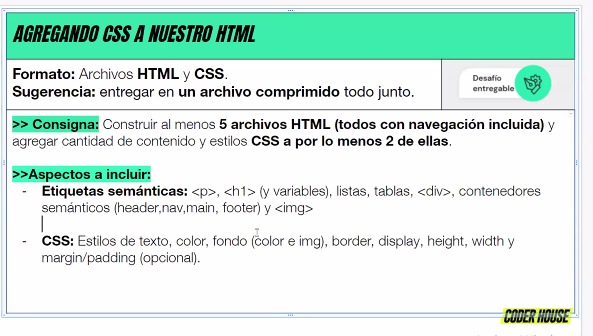 AGREGANDO CSS A NUESTRO HTML
Formato: Archivos HTML y CSS.
Sugerencia: entregar en un archivo comprimido todo junto.
Desafío
entregable
>> Consigna: Construir al menos 5 archivos HTML (todos con navegación incluida) y
agregar cantidad de contenido y estilos CSS a por lo menos 2 de ellas.
>>Aspectos a incluir:
- Etiquetas semánticas: <p>, <h1> (y variables), listas, tablas, <div>, contenedores
semánticos (header,nav,main, footer) y <img>
- CSS: Estilos de texto, color, fondo (color e img), border, display, height, width y
margin/padding (opcional).
CODER HOUSE